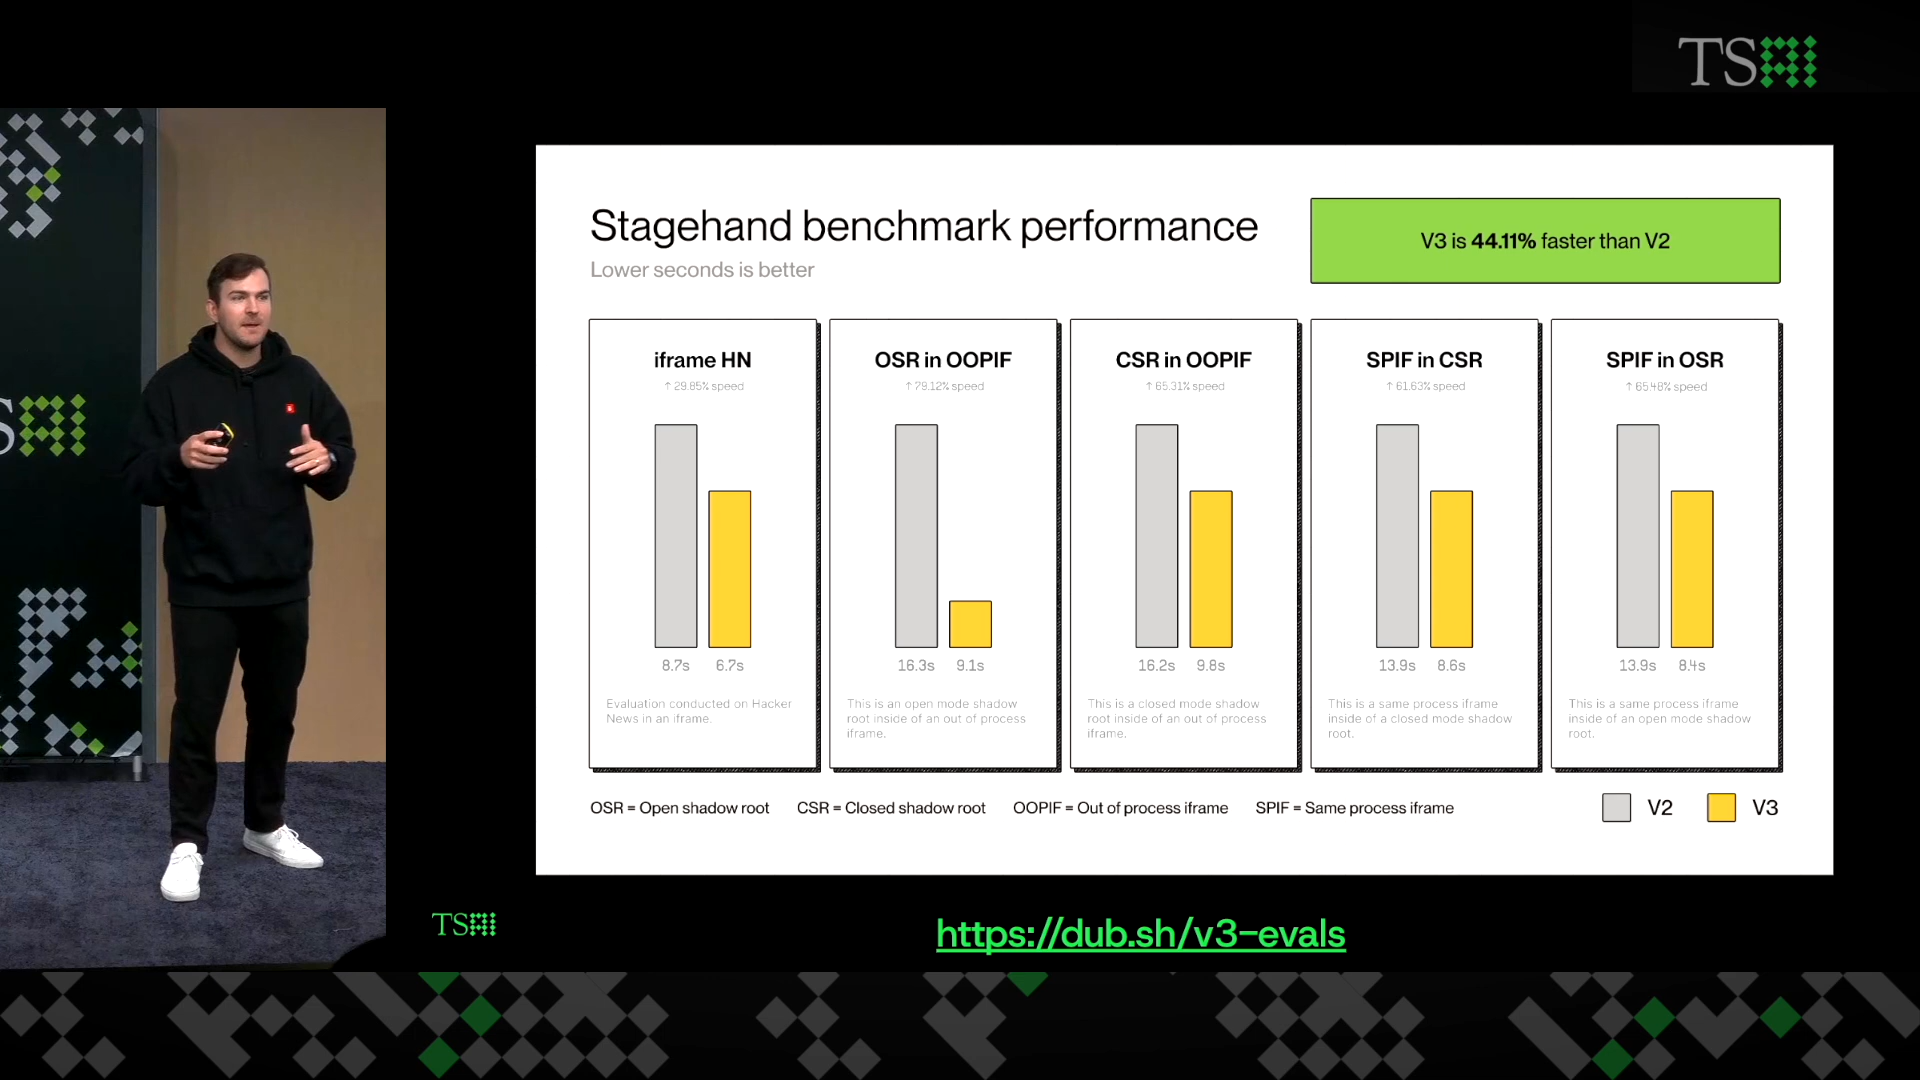 TS
Stagehand benchmark performance
Lower seconds is better
V3 is 44.11% faster than V2
iframe HN
↑ 29.85% speed
8.7s 6.7s
Evaluation conducted on Hacker
News in an iframe.
OSR in OOPIF
↑ 79.12% speed
16.3s 9.1s
This is an open mode shadow
root inside of an out of process
iframe.
CSR in OOPIF
↑ 65.31% speed
16.2s 9.8s
This is a closed mode shadow
root inside of an out of process
iframe.
SPIF in CSR
↑ 61.63% speed
13.9s 8.6s
This is a same process iframe
inside of a closed mode shadow
root.
SPIF in OSR
↑ 65.48% speed
13.9s 8.4s
This is a same process iframe
inside of an open mode shadow
root.
OSR = Open shadow root CSR = Closed shadow root OOPIF = Out of process iframe SPIF = Same process iframe
V2 V3
TSAI
https://dub.sh/v3-evals